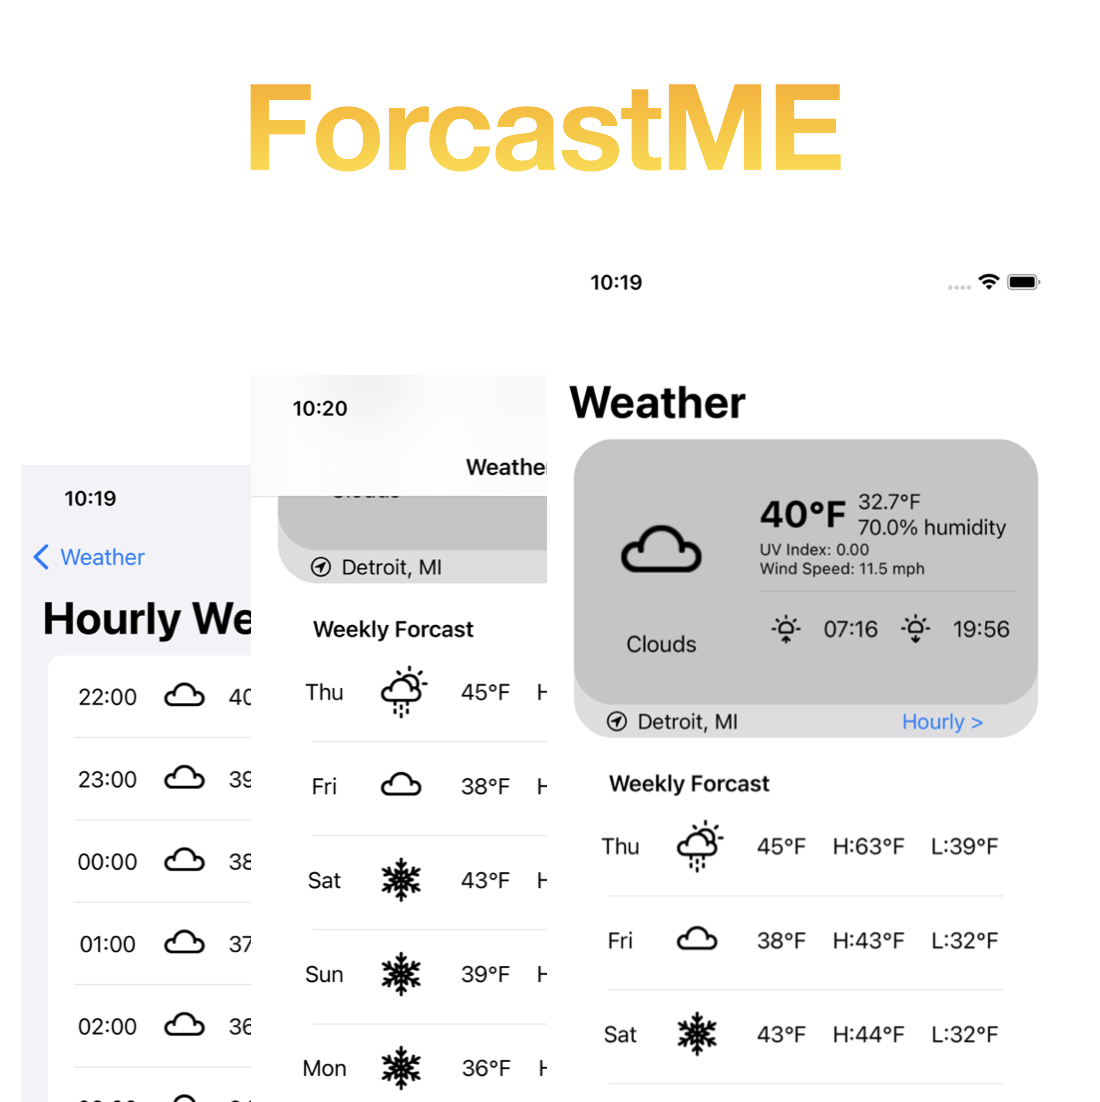 ForcastME
10:19
Weather
Hourly We
22:00 40
23:00 39
00:00 38
01:00 37
02:00 36
10:20
Weathe
Clouds
Detroit, MI
Weekly Forcast
Thu 45°F H
Fri 38°F H
Sat 43°F H
Sun 39°F H
Mon 36°F H
10:19
Weather
40°F 32.7°F
70.0% humidity
UV Index: 0.00
Wind Speed: 11.5 mph
07:16 19:56
Clouds
Detroit, MI Hourly >
Weekly Forcast
Thu 45°F H:63°F L:39°F
Fri 38°F H:43°F L:32°F
Sat 43°F H:44°F L:32°F